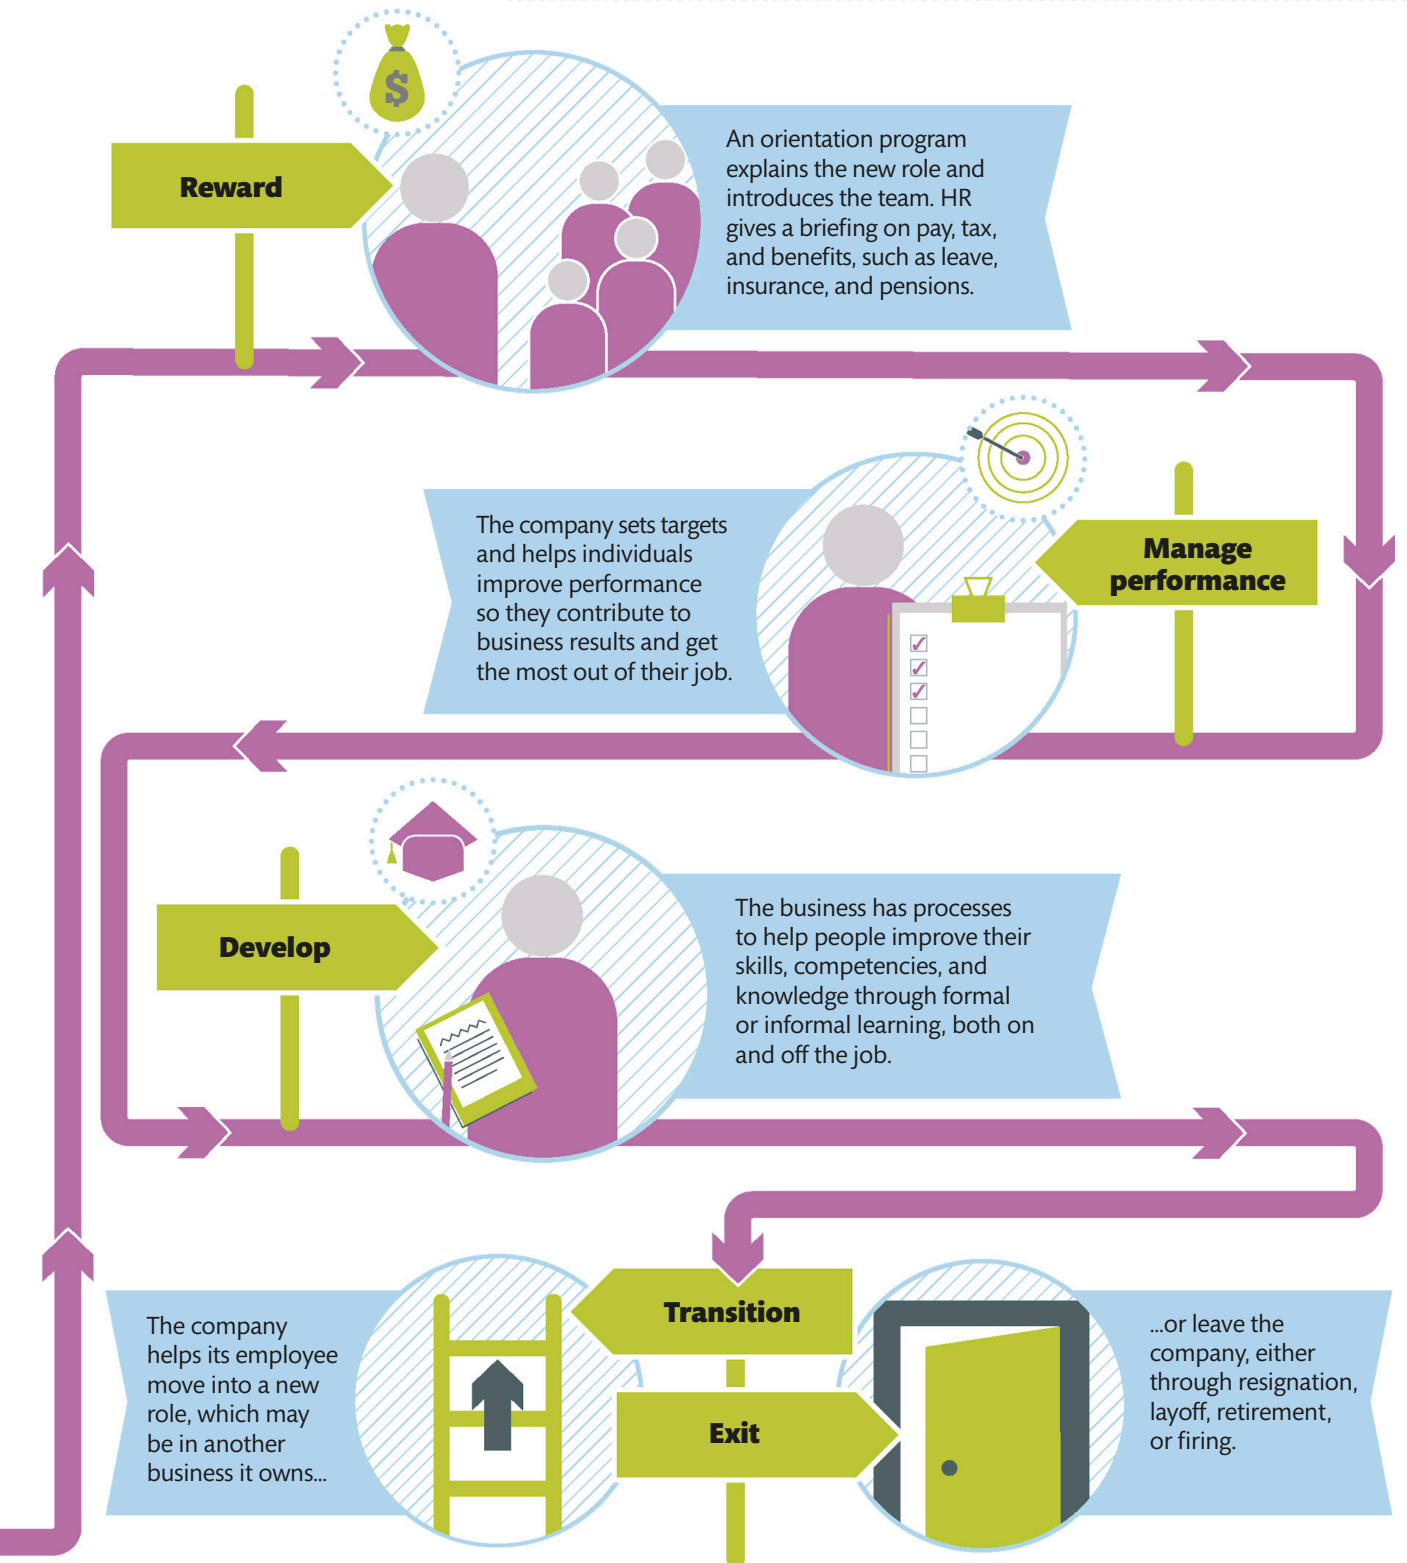 $
Reward
An orientation program
explains the new role and
introduces the team. HR
gives a briefing on pay, tax,
and benefits, such as leave,
insurance, and pensions.
The company sets targets
and helps individuals
improve performance
so they contribute to
business results and get
the most out of their job.
Manage
performance
Develop
The business has processes
to help people improve their
skills, competencies, and
knowledge through formal
or informal learning, both on
and off the job.
Transition
The company
helps its employee
move into a new
role, which may
be in another
business it owns...
Exit
...or leave the
company, either
through resignation,
layoff, retirement,
or firing.